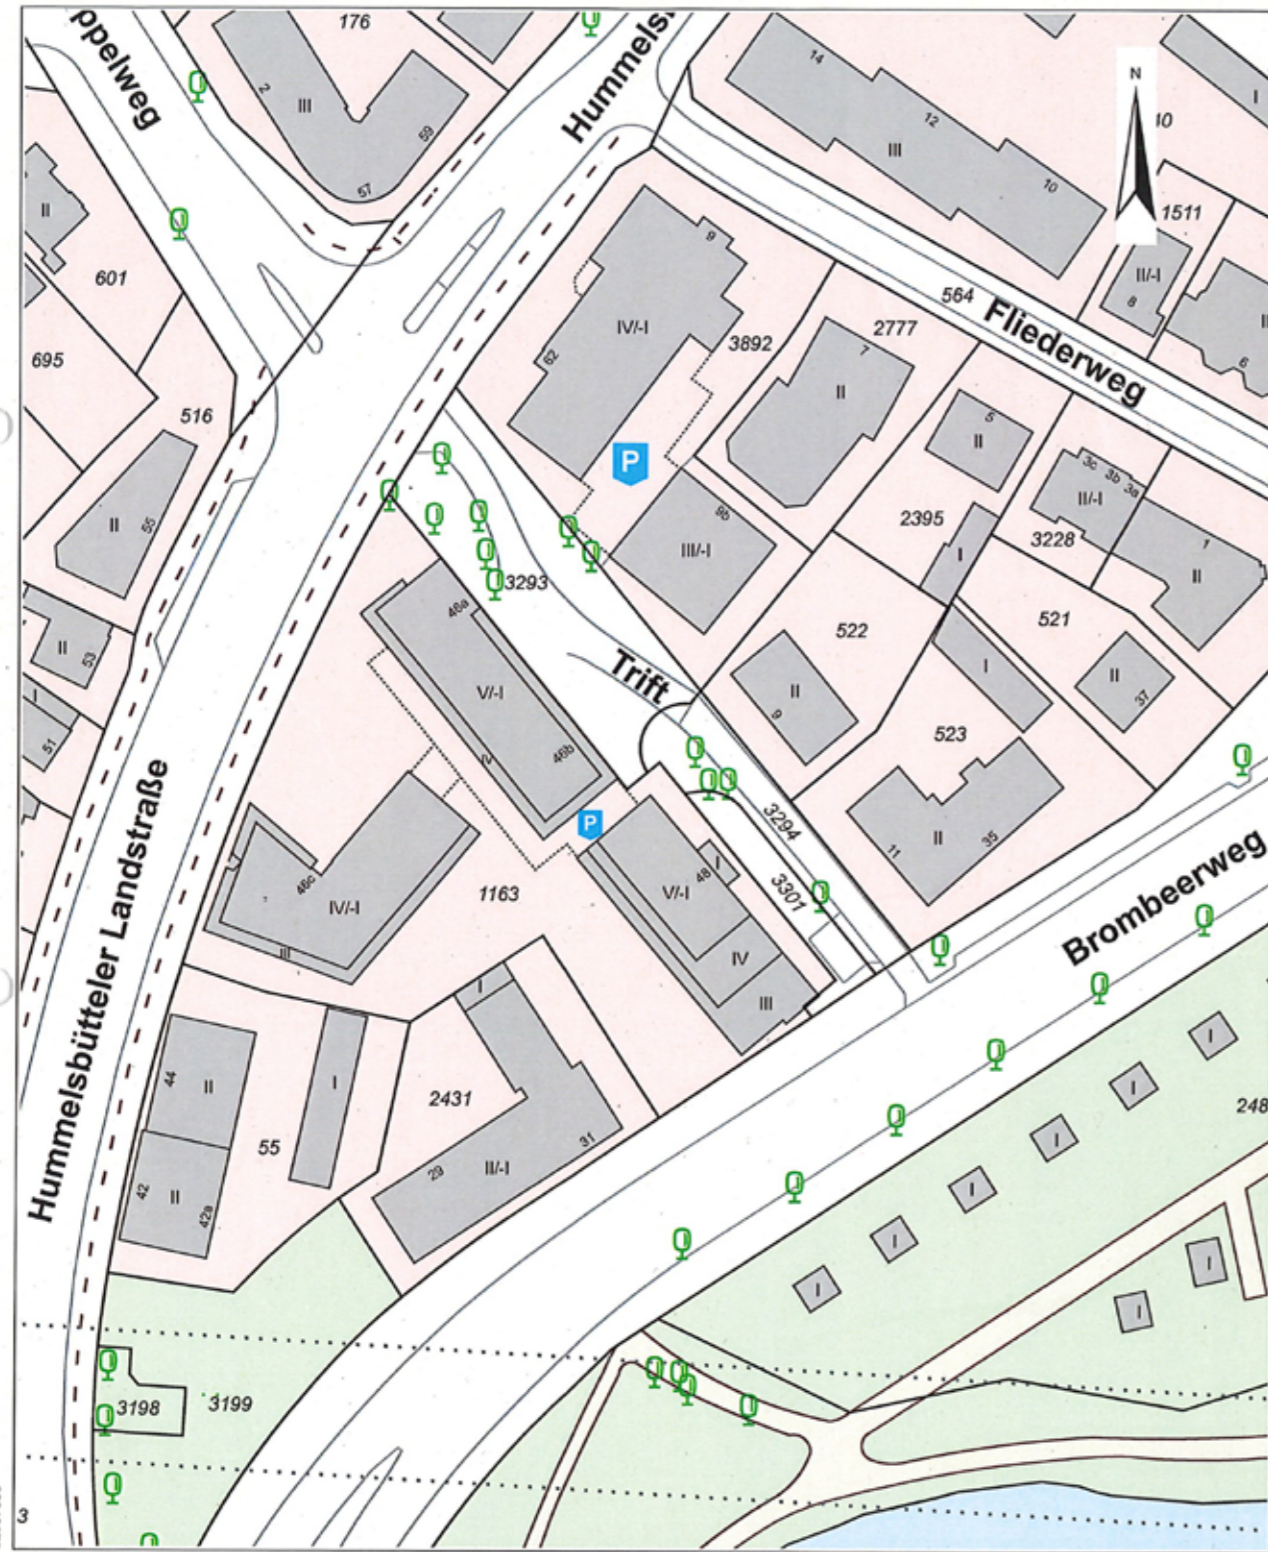 ppelweg
176
Hummels
2
III
59
57
14
12
III
10
N
I
40
1511
II/-I
8
II
601
9
IV/-I
62
3892
564
Fliederweg
2777
7
II
6
695
516
P
5
II
3c 3b 3a
II/-I
II
55
9b
III/-I
2395
I
3228
1
II
3293
46a
522
521
II
53
Trift
V/-I
II
9
I
II
37
I
51
IV
46b
523
P
3294
II
11
35
Hummelsbütteler Landstraße
46c
IV/-I
1163
V/-I
48
I
3301
Brombeerweg
III
IV
I
III
44
II
I
2431
55
42
II
42a
29
II/-I
31
I
I
I
I
I
I
248
I
I
3198
3199
3